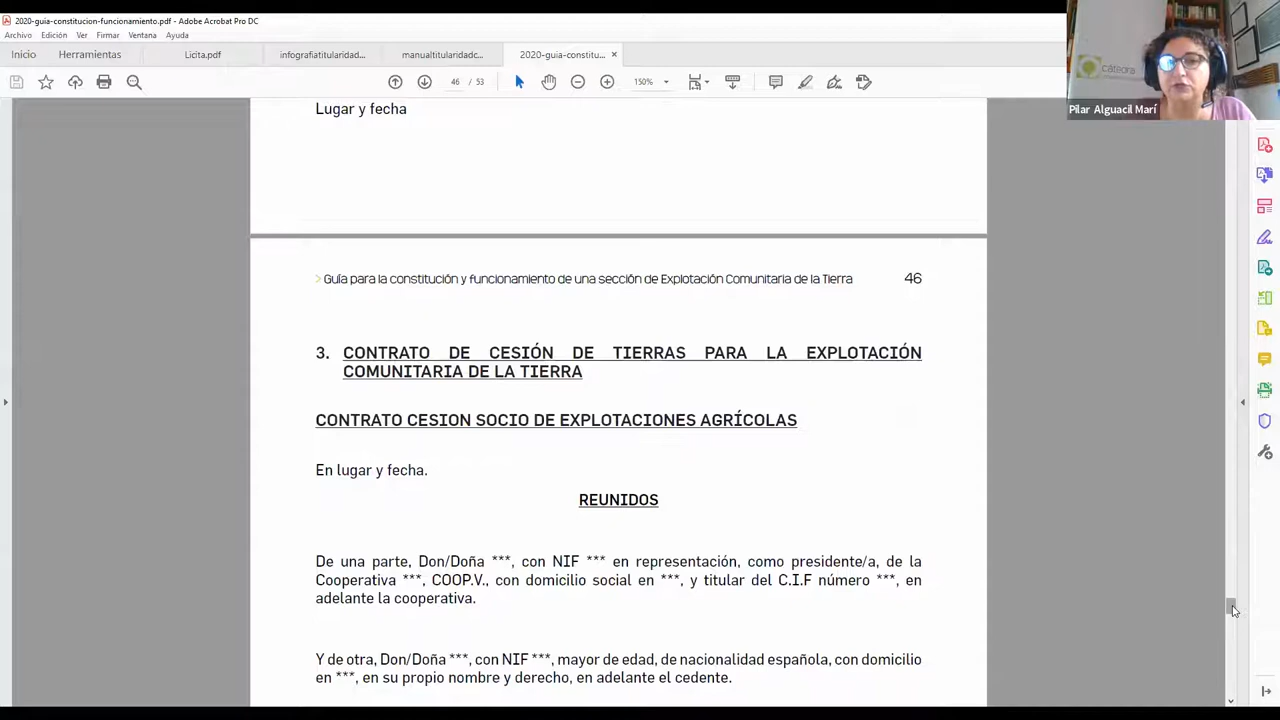 2020-guia-constitucion-funcionamiento.pdf - Adobe Acrobat Pro DC
Archivo Edición Ver Firmar Ventana Ayuda
Inicio Herramientas Licita.pdf infografiatitularidad... manualtitularidadc... 2020-guia-constitu... ×
46 / 53 150%
cátedra
Pilar Alguacil Marí
Lugar y fecha
> Guía para la constitución y funcionamiento de una sección de Explotación Comunitaria de la Tierra 46
3. CONTRATO DE CESIÓN DE TIERRAS PARA LA EXPLOTACIÓN
COMUNITARIA DE LA TIERRA
CONTRATO CESION SOCIO DE EXPLOTACIONES AGRÍCOLAS
En lugar y fecha.
REUNIDOS
De una parte, Don/Doña ***, con NIF *** en representación, como presidente/a, de la
Cooperativa ***, COOP.V., con domicilio social en ***, y titular del C.I.F número ***, en
adelante la cooperativa.
Y de otra, Don/Doña ***, con NIF ***, mayor de edad, de nacionalidad española, con domicilio
en ***, en su propio nombre y derecho, en adelante el cedente.